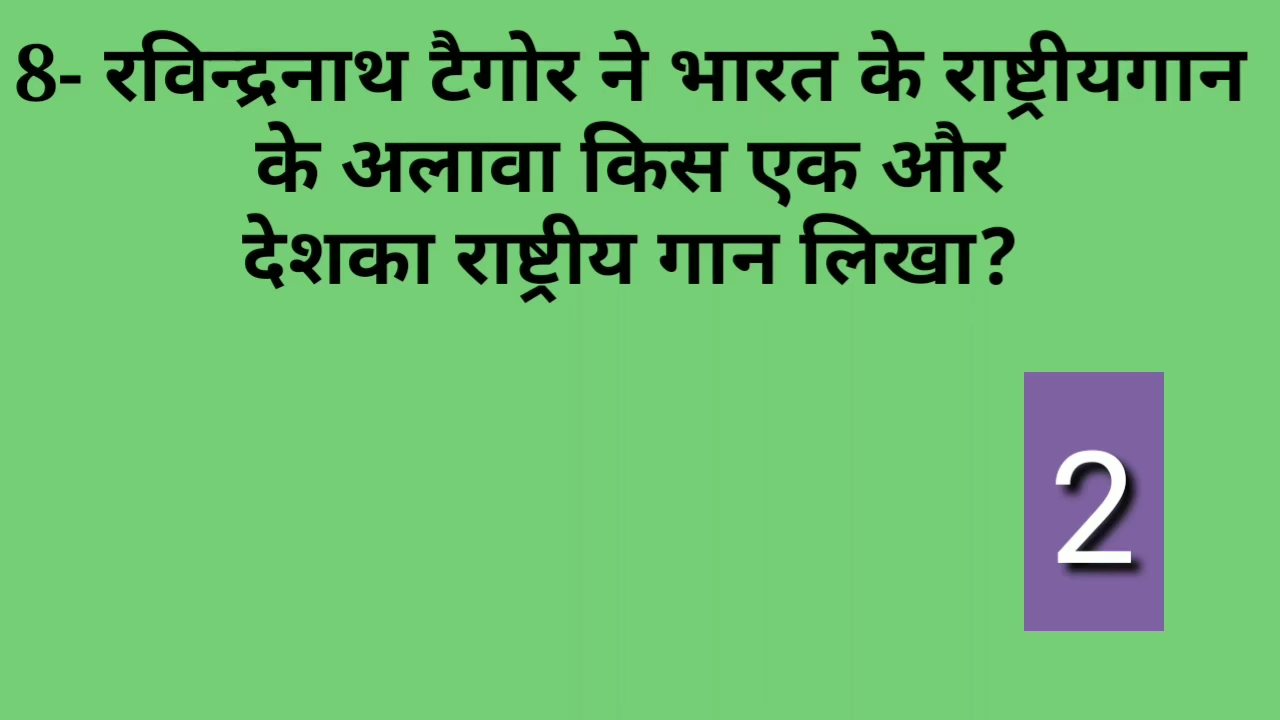 8- रविन्द्रनाथ टैगोर ने भारत के राष्ट्रीयगान
के अलावा किस एक और
देशका राष्ट्रीय गान लिखा?
2